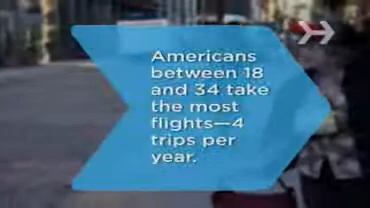 Americans
between 18
and 34 take
the most
flights—4
trips per
year.